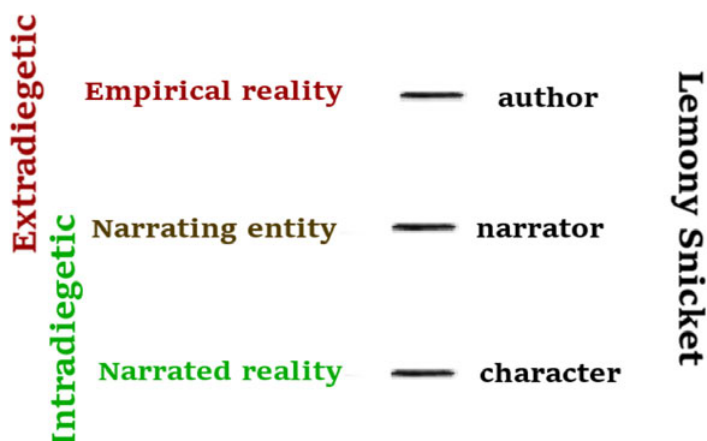 Extradiegetic
Intradiegetic
Empirical reality — author
Narrating entity — narrator
Narrated reality — character
Lemony Snicket